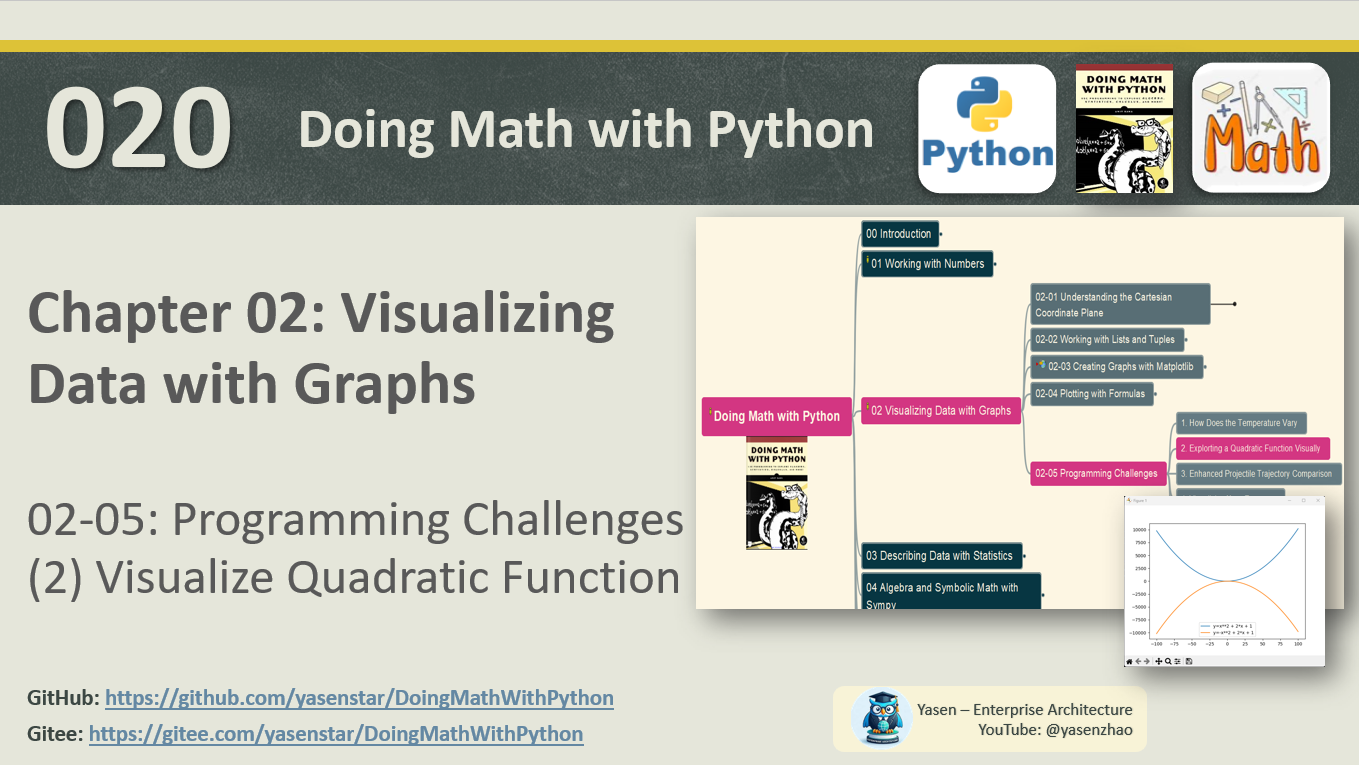 020
Doing Math with Python
Python
DOING MATH
WITH PYTHON
Math
Chapter 02: Visualizing
Data with Graphs
02-05: Programming Challenges
(2) Visualize Quadratic Function
00 Introduction
01 Working with Numbers
02-01 Understanding the Cartesian
Coordinate Plane
02-02 Working with Lists and Tuples
02-03 Creating Graphs with Matplotlib
02-04 Plotting with Formulas
Doing Math with Python
02 Visualizing Data with Graphs
1. How Does the Temperature Vary
2. Exploring a Quadratic Function Visually
02-05 Programming Challenges
3. Enhanced Projectile Trajectory Comparison
DOING MATH
WITH PYTHON
03 Describing Data with Statistics
04 Algebra and Symbolic Math with
Sympy
Figure 1
10000
7500
5000
2500
0
−2500
−5000
−7500
−10000
y=x**2 + 2*x + 1
y=-x**2 + 2*x + 1
−100 −75 −50 −25 0 25 50 75 100
GitHub: https://github.com/yasenstar/DoingMathWithPython
Gitee: https://gitee.com/yasenstar/DoingMathWithPython
Yasen – Enterprise Architecture
YouTube: @yasenzhao